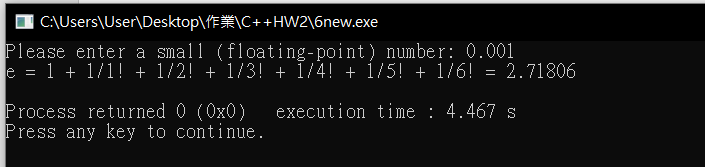 C:\Users\User\Desktop\作業\C++HW2\6new.exe
Please enter a small (floating-point) number: 0.001
e = 1 + 1/1! + 1/2! + 1/3! + 1/4! + 1/5! + 1/6! = 2.71806
Process returned 0 (0x0)   execution time : 4.467 s
Press any key to continue.